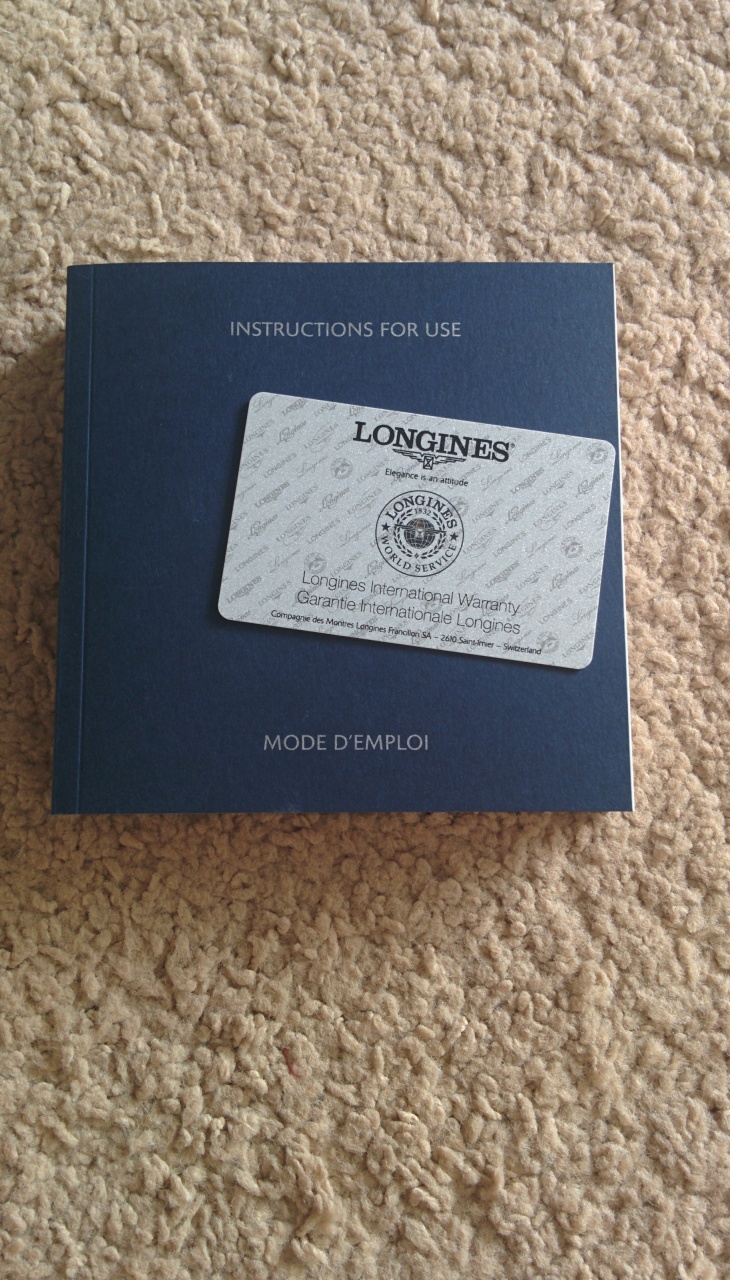 INSTRUCTIONS FOR USE
LONGINES®
Elegance is an attitude
LONGINES
1832
WORLD SERVICE
Longines International Warranty
Garantie Internationale Longines
Compagnie des Montres Longines Francillon SA – 2610 Saint-Imier – Switzerland
MODE D'EMPLOI